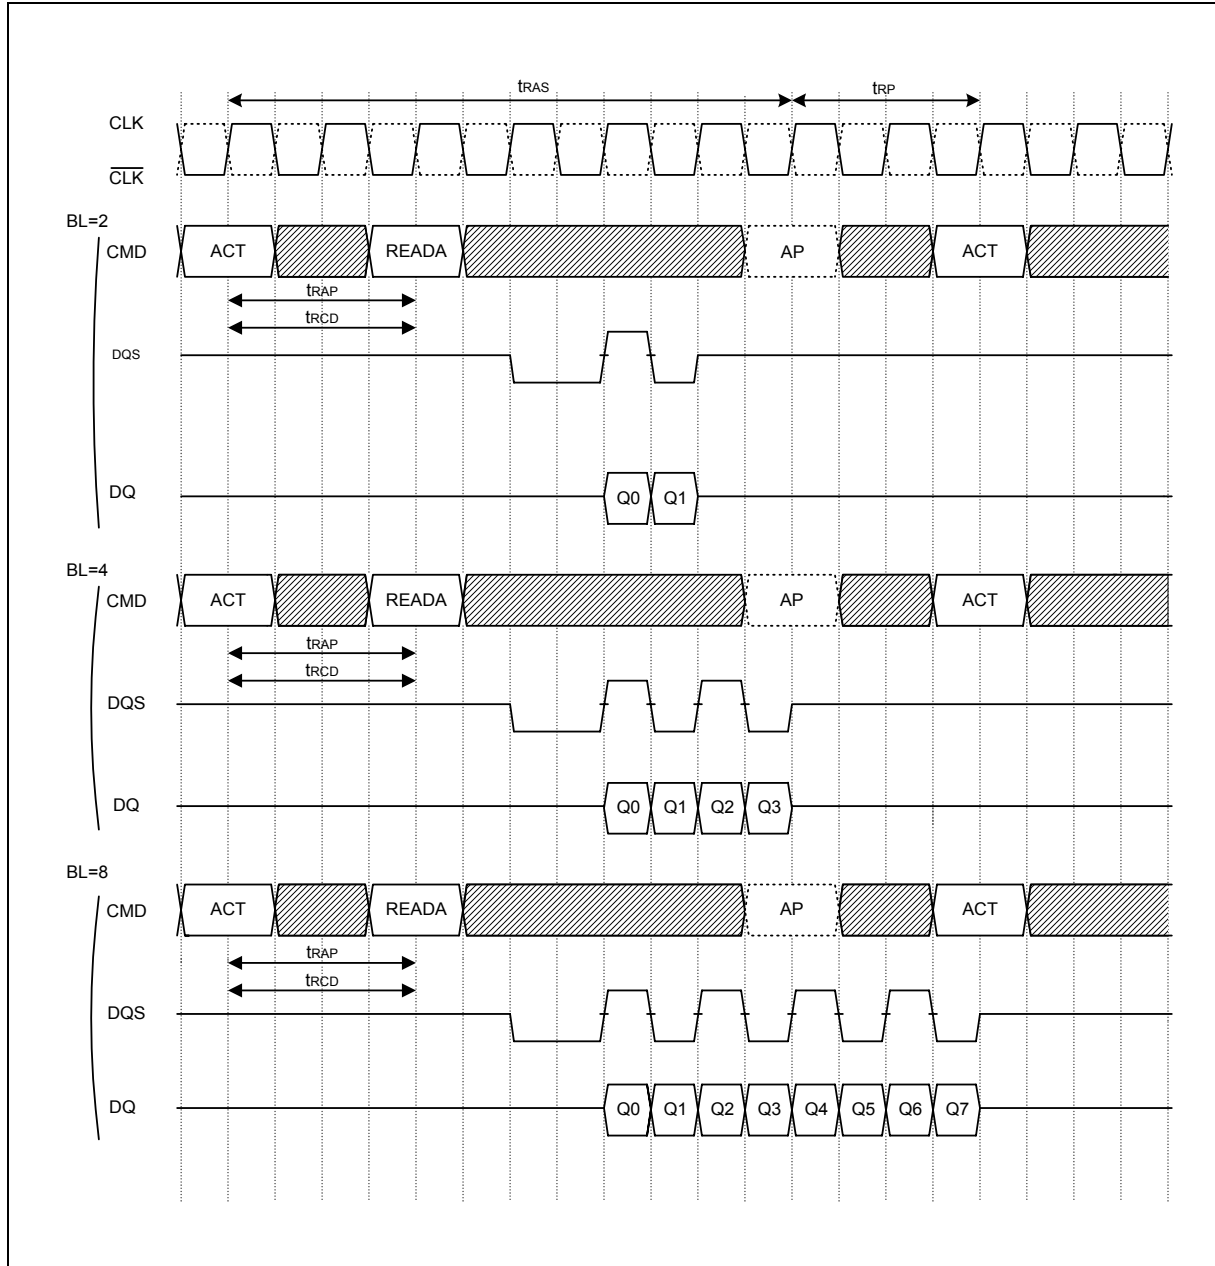 tRAS tRP
CLK
CLK
BL=2
CMD ACT READA AP ACT
tRAP
tRCD
DQS
DQ Q0 Q1
BL=4
CMD ACT READA AP ACT
tRAP
tRCD
DQS
DQ Q0 Q1 Q2 Q3
BL=8
CMD ACT READA AP ACT
tRAP
tRCD
DQS
DQ Q0 Q1 Q2 Q3 Q4 Q5 Q6 Q7